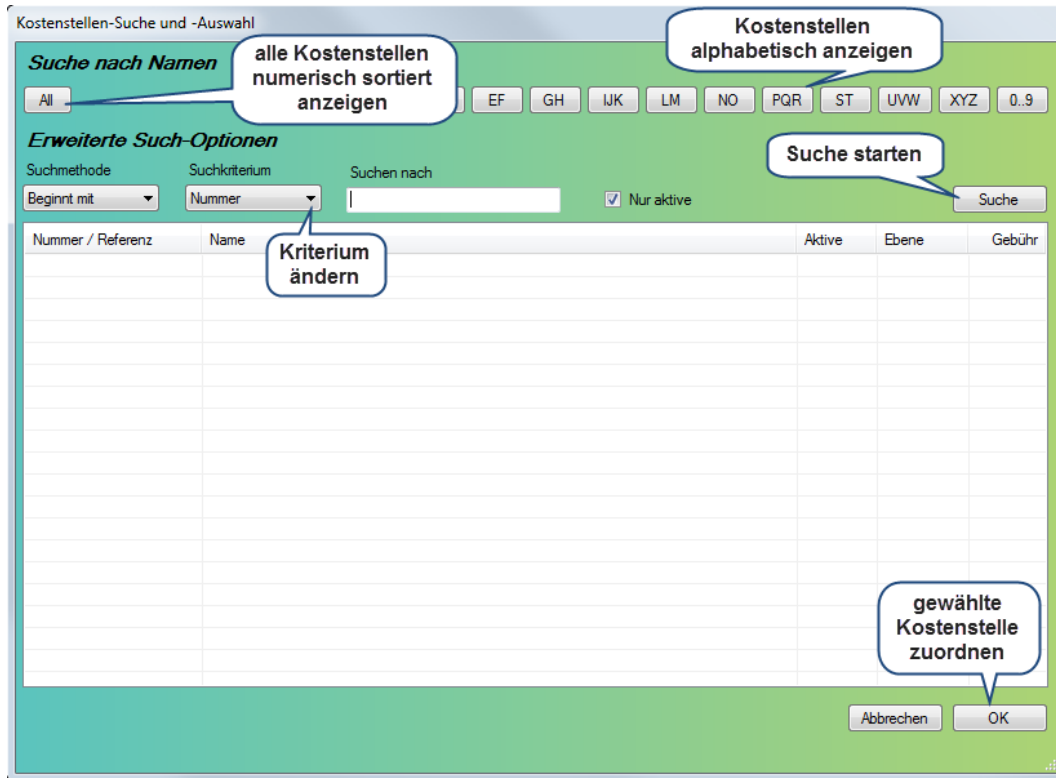 Kostenstellen-Suche und -Auswahl
Suche nach Namen
alle Kostenstellen
numerisch sortiert
anzeigen
Kostenstellen
alphabetisch anzeigen
All EF GH IJK LM NO PQR ST UVW XYZ 0..9
Erweiterte Such-Optionen
Suche starten
Suchmethode Suchkriterium Suchen nach
Beginnt mit Nummer Nur aktive Suche
Nummer / Referenz Name Aktive Ebene Gebühr
Kriterium
ändern
gewählte
Kostenstelle
zuordnen
Abbrechen OK